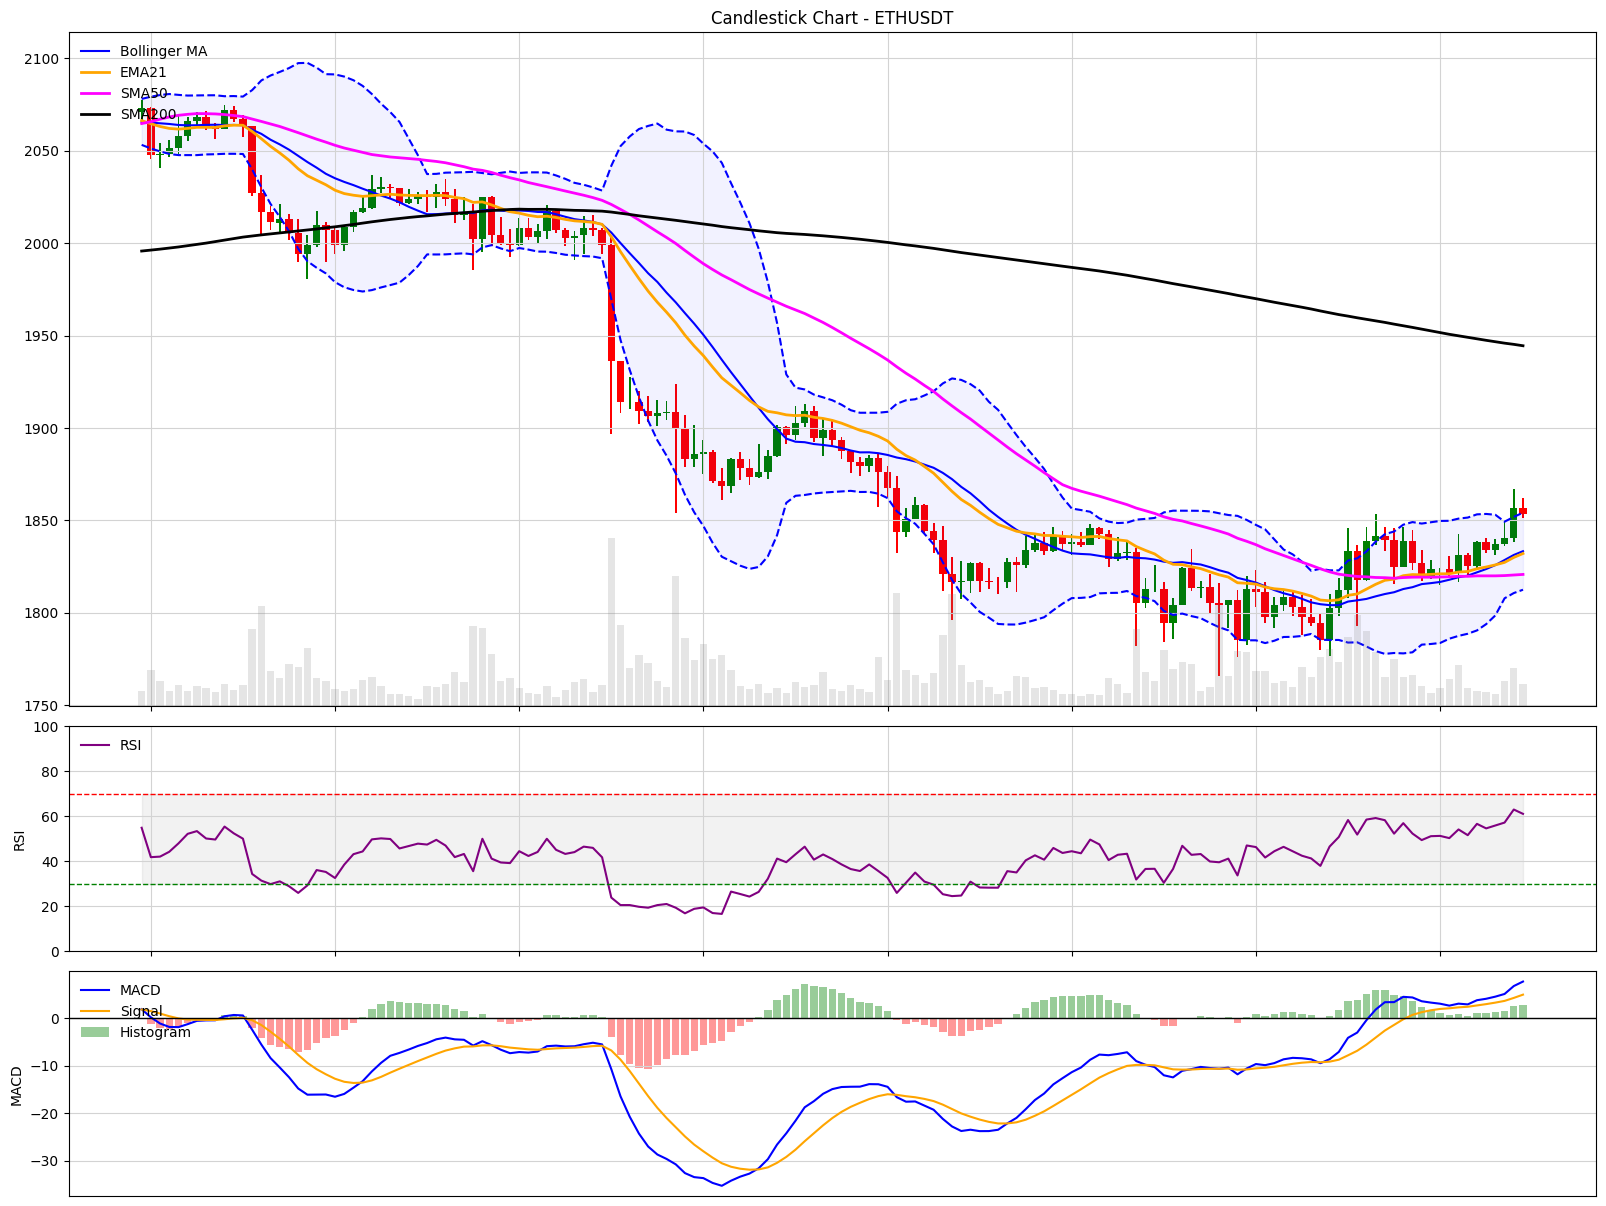 Candlestick Chart - ETHUSDT
Bollinger MA
EMA21
SMA50
SMA200
2100
2050
2000
1950
1900
1850
1800
1750
RSI
100
80
60
40
20
0
RSI
MACD
Signal
Histogram
0
−10
−20
−30
MACD